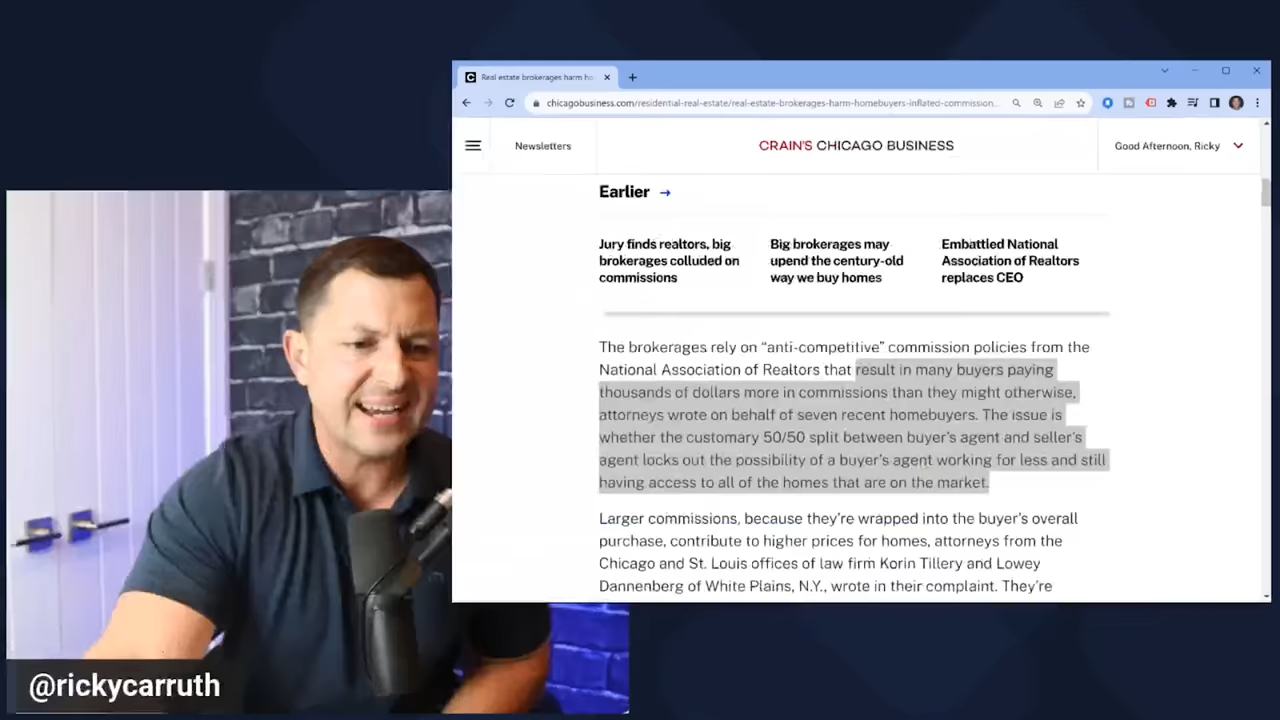 Real estate brokerages harm ho
chicagobusiness.com/residential-real-estate/real-estate-brokerages-harm-homebuyers-inflated-commission...
Newsletters
CRAIN'S CHICAGO BUSINESS
Good Afternoon, Ricky
Earlier →
Jury finds realtors, big
brokerages colluded on
commissions
Big brokerages may
upend the century-old
way we buy homes
Embattled National
Association of Realtors
replaces CEO
The brokerages rely on “anti-competitive” commission policies from the
National Association of Realtors that result in many buyers paying
thousands of dollars more in commissions than they might otherwise,
attorneys wrote on behalf of seven recent homebuyers. The issue is
whether the customary 50/50 split between buyer’s agent and seller’s
agent locks out the possibility of a buyer’s agent working for less and still
having access to all of the homes that are on the market.
Larger commissions, because they’re wrapped into the buyer’s overall
purchase, contribute to higher prices for homes, attorneys from the
Chicago and St. Louis offices of law firm Korin Tillery and Lowey
Dannenberg of White Plains, N.Y., wrote in their complaint. They’re
@rickycarruth